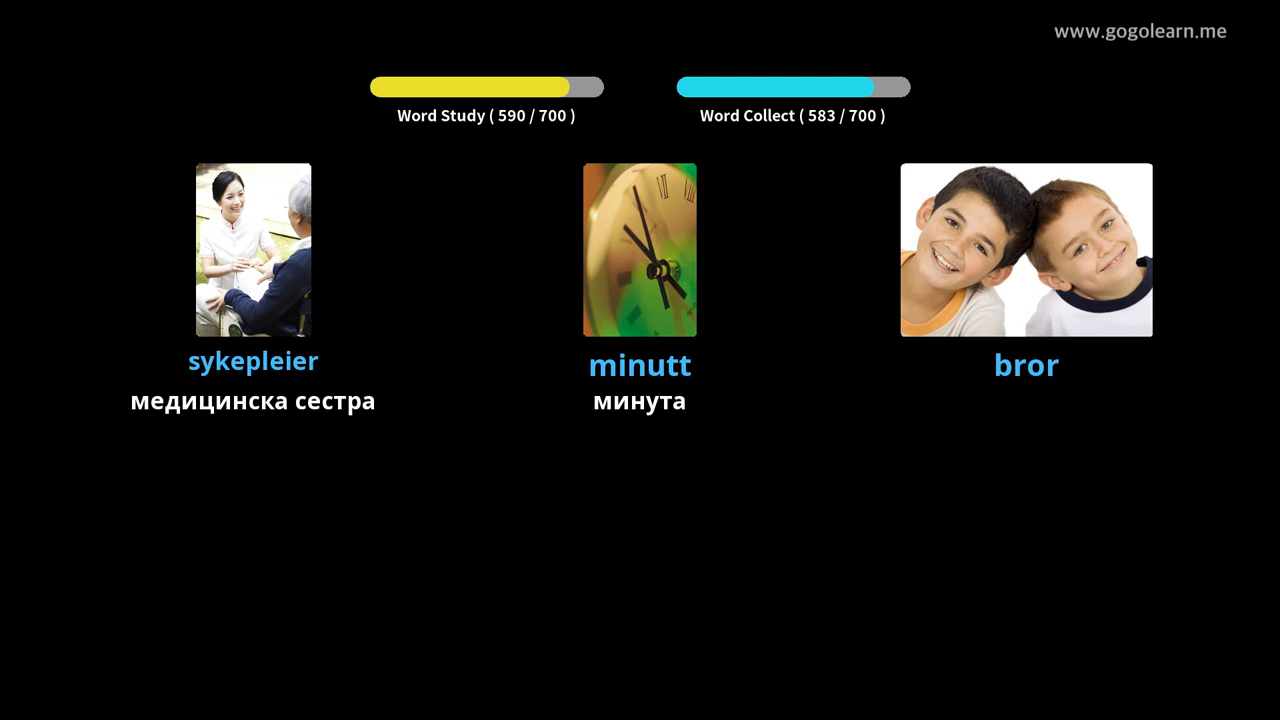 www.gogolearn.me
Word Study ( 590 / 700 )
Word Collect ( 583 / 700 )
sykepleier
minutt
bror
медицинска сестра
минута